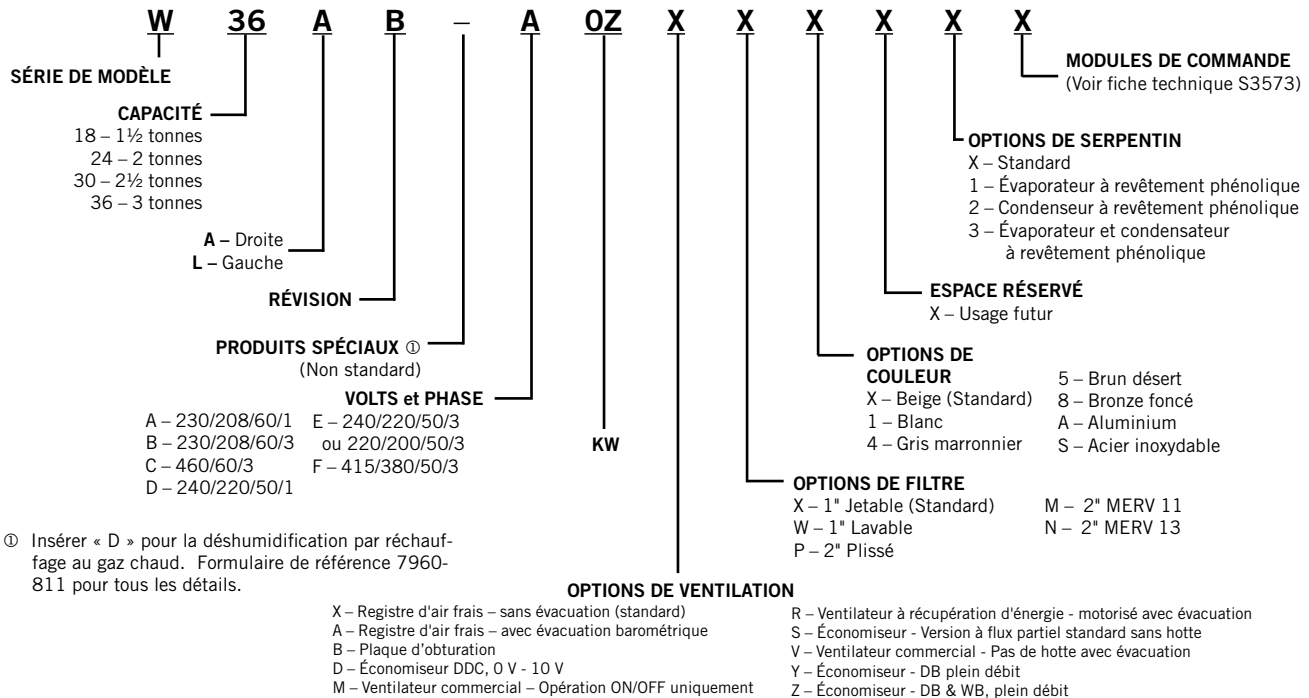 W 36 A B – A 0Z X X X X X X
SÉRIE DE MODÈLE
CAPACITÉ
18 – 1½ tonnes
24 – 2 tonnes
30 – 2½ tonnes
36 – 3 tonnes
A – Droite
L – Gauche
RÉVISION
PRODUITS SPÉCIAUX ①
(Non standard)
VOLTS et PHASE
A – 230/208/60/1
B – 230/208/60/3
C – 460/60/3
D – 240/220/50/1
E – 240/220/50/3
ou 220/200/50/3
F – 415/380/50/3
KW
MODULES DE COMMANDE
(Voir fiche technique S3573)
OPTIONS DE SERPENTIN
X – Standard
1 – Évaporateur à revêtement phénolique
2 – Condenseur à revêtement phénolique
3 – Évaporateur et condensateur
à revêtement phénolique
ESPACE RÉSERVÉ
X – Usage futur
OPTIONS DE
COULEUR
X – Beige (Standard)
1 – Blanc
4 – Gris marronnier
5 – Brun désert
8 – Bronze foncé
A – Aluminium
S – Acier inoxydable
OPTIONS DE FILTRE
X – 1" Jetable (Standard)
W – 1" Lavable
P – 2" Plissé
M – 2" MERV 11
N – 2" MERV 13
① Insérer « D » pour la déshumidification par réchauf-
fage au gaz chaud. Formulaire de référence 7960-
811 pour tous les détails.
OPTIONS DE VENTILATION
X – Registre d'air frais – sans évacuation (standard)
A – Registre d'air frais – avec évacuation barométrique
B – Plaque d’obturation
D – Économiseur DDC, 0 V - 10 V
M – Ventilateur commercial – Opération ON/OFF uniquement
R – Ventilateur à récupération d'énergie - motorisé avec évacuation
S – Économiseur - Version à flux partiel standard sans hotte
V – Ventilateur commercial - Pas de hotte avec évacuation
Y – Économiseur - DB plein débit
Z – Économiseur - DB & WB, plein débit